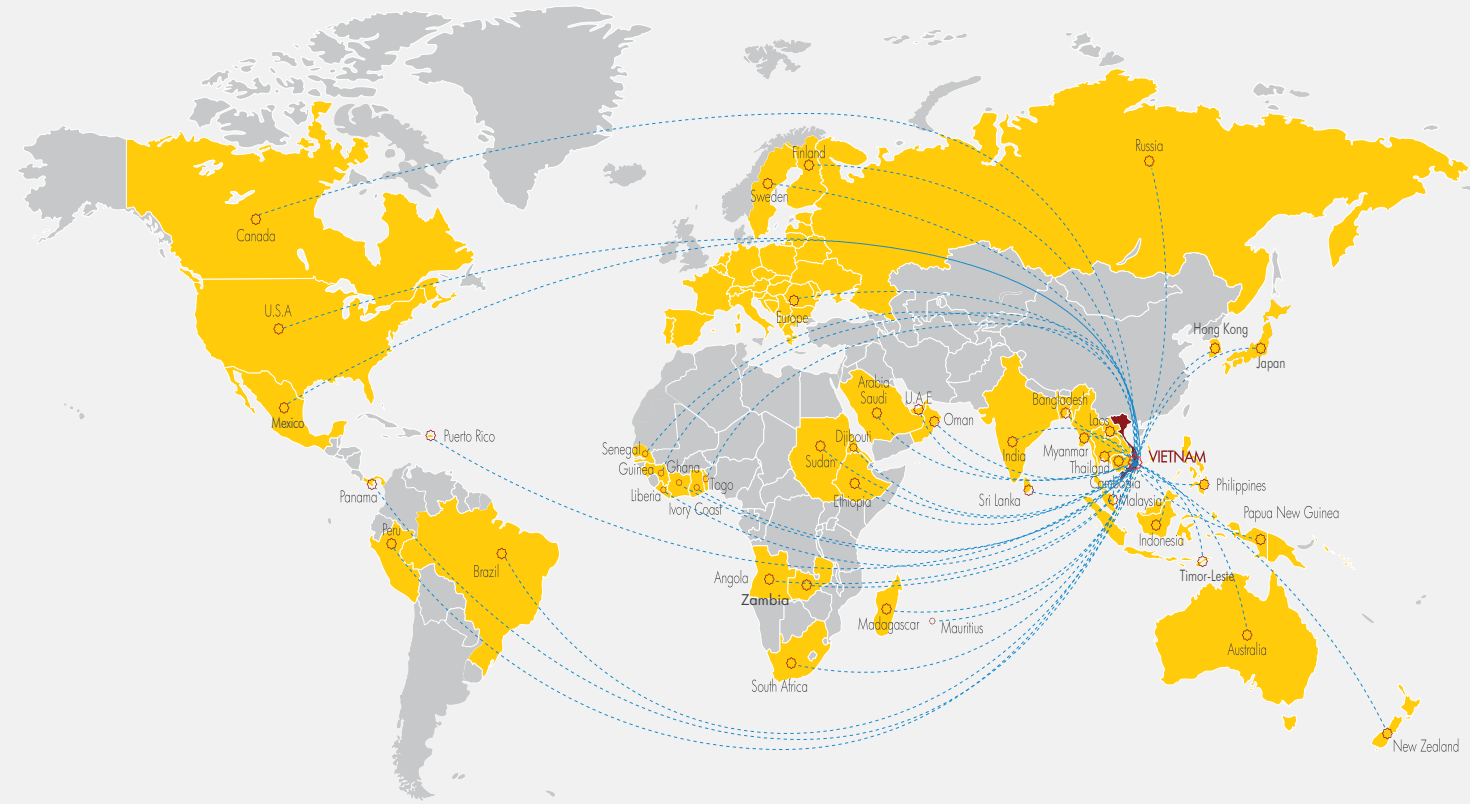 Russia
Finland
Sweden
Canada
U.S.A
Europe
Hong Kong
Japan
Arabia
Saudi
U.A.E
Bangladesh
Mexico
Oman
Laos
Puerto Rico
Djibouti
Senegal
India
Myanmar
VIETNAM
Sudan
Guinea
Ghana
Thailand
Togo
Cambodia
Philippines
Panama
Liberia
Sri Lanka
Malaysia
Ethiopia
Ivory Coast
Papua New Guinea
Peru
Indonesia
Brazil
Angola
Timor-Leste
Zambia
Madagascar
Mauritius
Australia
South Africa
New Zealand